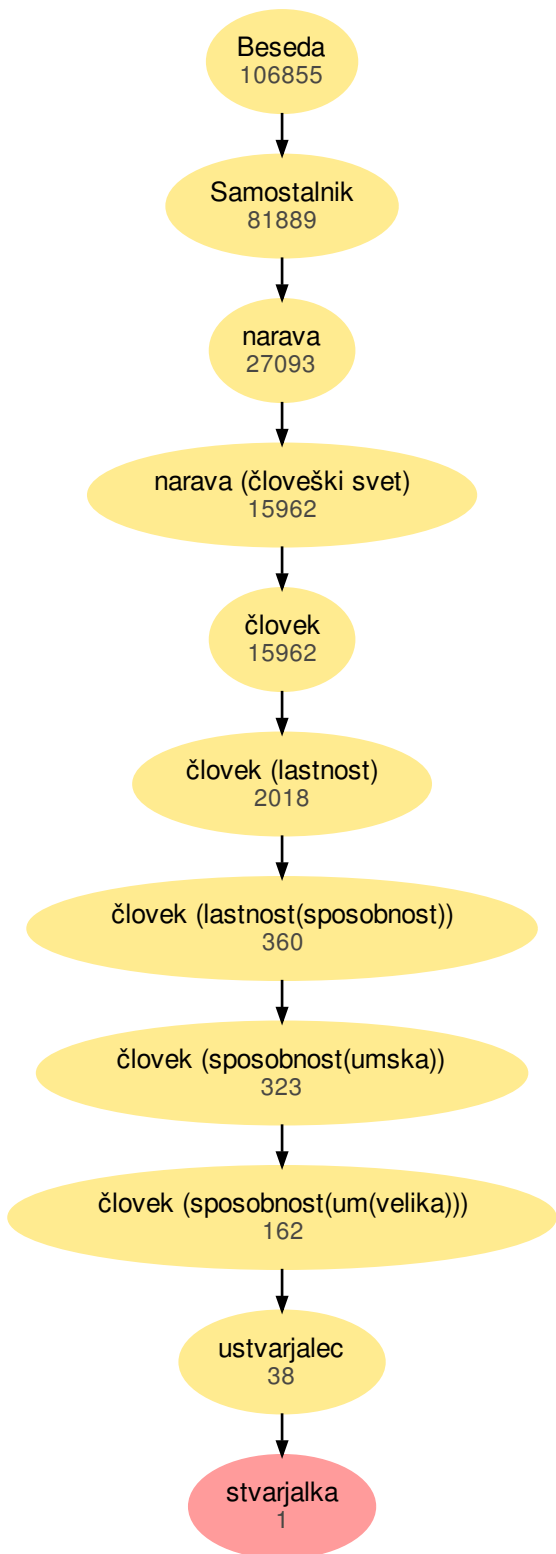 Beseda
106855
Samostalnik
81889
narava
27093
narava (človeški svet)
15962
človek
15962
človek (lastnost)
2018
človek (lastnost(sposobnost))
360
človek (sposobnost(umska))
323
človek (sposobnost(um(velika)))
162
ustvarjalec
38
stvarjalka
1